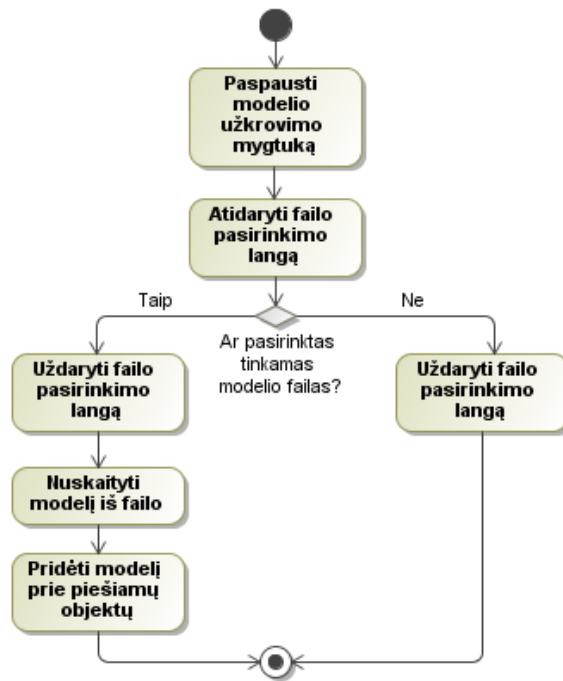 Paspausti
modelio
užkrovimo
mygtuką
Atidaryti failo
pasirinkimo
langą
Taip
Ne
Ar pasirinktas
tinkamas
modelio failas?
Uždaryti failo
pasirinkimo
langą
Uždaryti failo
pasirinkimo
langą
Nuskaityti
modelį iš failo
Pridėti modelį
prie piešiamų
objektų